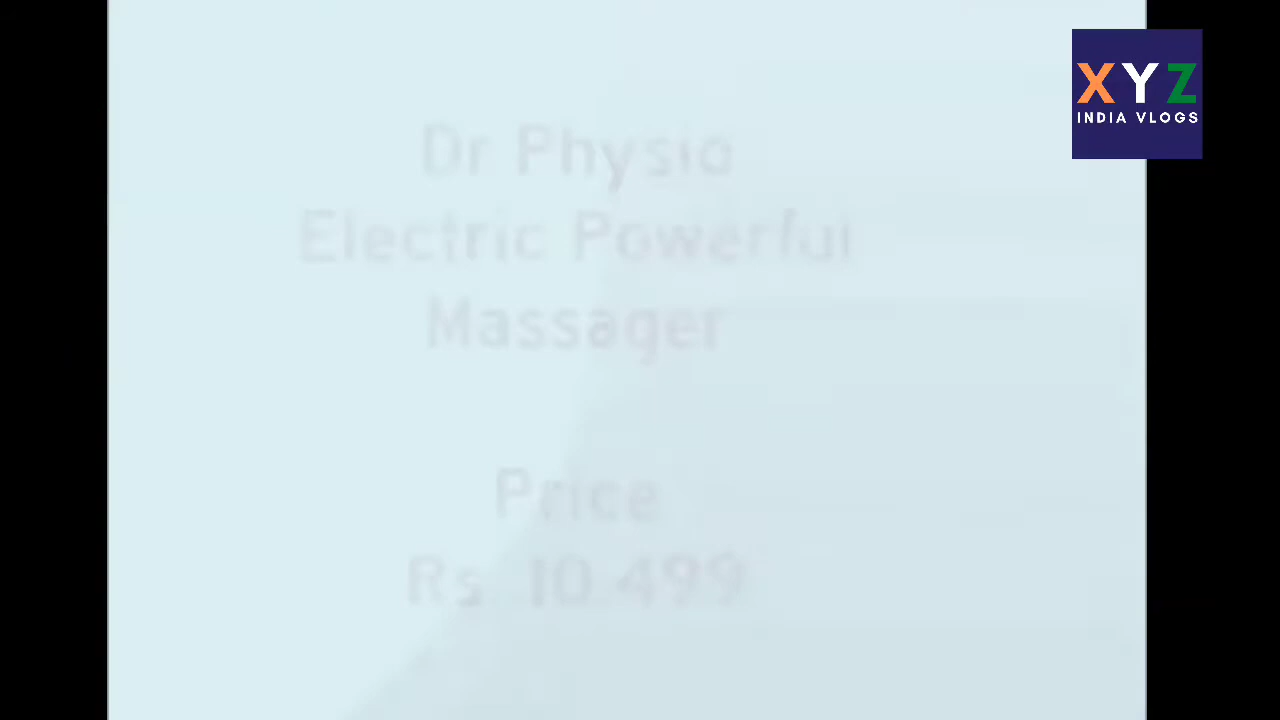 XYZ
INDIA VLOGS
Dr Physio
Electric Powerful
Massager
Price
Rs. 10,499